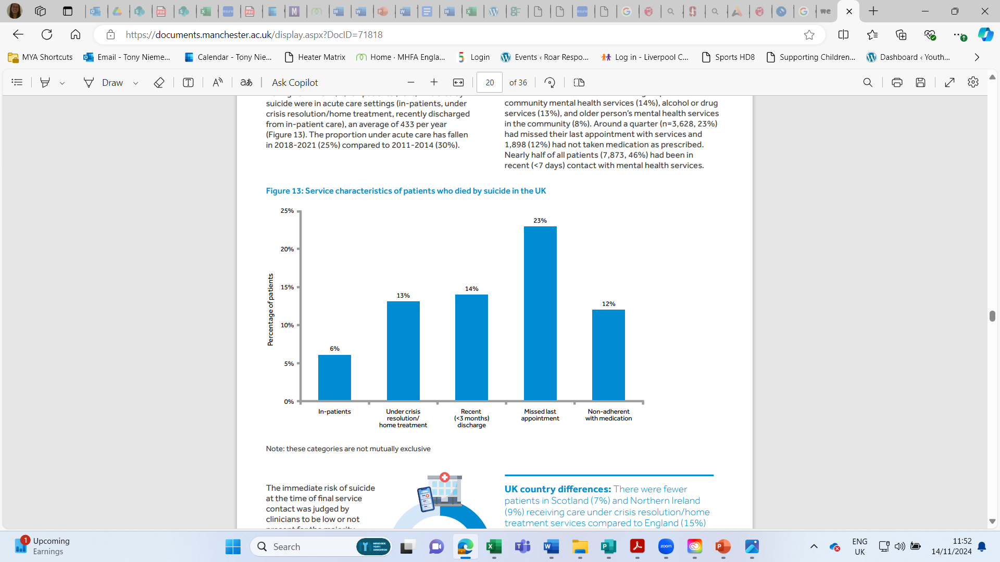 https://documents.manchester.ac.uk/display.aspx?DocID=71818
MYA Shortcuts
Email - Tony Nieme...
Calendar - Tony Nie...
Heater Matrix
Home · MHFA Engla...
Login
Events ‹ Roar Respo...
Log in - Liverpool C...
Sports HD8
Supporting Children...
Dashboard ‹ Youth...
Draw
Ask Copilot
20 of 36
suicide were in acute care settings (in-patients, under
crisis resolution/home treatment, recently discharged
from in-patient care), an average of 433 per year
(Figure 13). The proportion under acute care has fallen
in 2018-2021 (25%) compared to 2011-2014 (30%).
community mental health services (14%), alcohol or drug
services (13%), and older person's mental health services
in the community (8%). Around a quarter (n=3,628, 23%)
had missed their last appointment with services and
1,898 (12%) had not taken medication as prescribed.
Nearly half of all patients (7,873, 46%) had been in
recent (<7 days) contact with mental health services.
Figure 13: Service characteristics of patients who died by suicide in the UK
Percentage of patients
25%
20%
15%
10%
5%
0%
6%
13%
14%
23%
12%
In-patients
Under crisis
resolution/
home treatment
Recent
(<3 months)
discharge
Missed last
appointment
Non-adherent
with medication
Note: these categories are not mutually exclusive
The immediate risk of suicide
at the time of final service
contact was judged by
clinicians to be low or not
UK country differences: There were fewer
patients in Scotland (7%) and Northern Ireland
(9%) receiving care under crisis resolution/home
treatment services compared to England (15%)
1
Upcoming
Earnings
Search
zoom
ENG
UK
11:52
14/11/2024